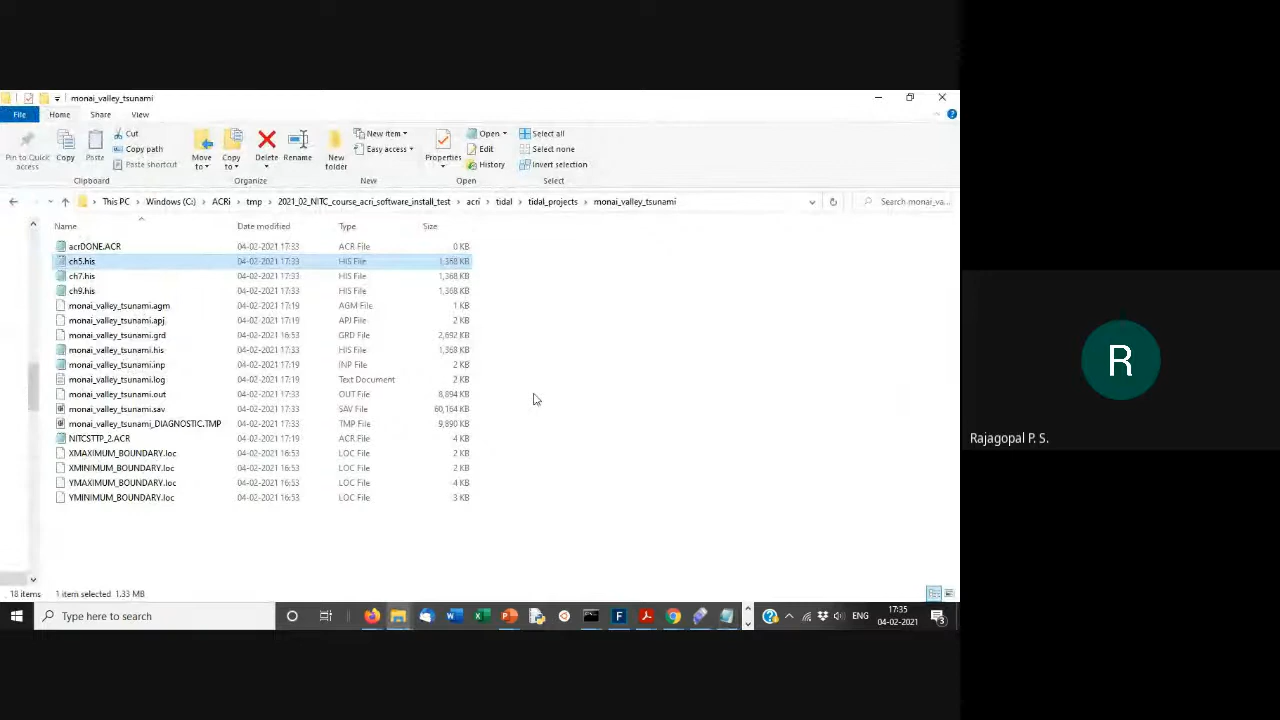 monai_valley_tsunami
File Home Share View
Pin to Quick access
Copy
Paste
Cut
Copy path
Paste shortcut
Clipboard
Move to
Copy to
Delete
Rename
Organize
New folder
New item
Easy access
New
Properties
Open
Edit
History
Open
Select all
Select none
Invert selection
Select
This PC Windows (C:) ACRi tmp 2021_02_NITC_course_acri_software_install_test acri tidal tidal_projects monai_valley_tsunami
Search monai_va...
Name Date modified Type Size
acrDONE.ACR 04-02-2021 17:33 ACR File 0 KB
ch5.his 04-02-2021 17:33 HIS File 1,368 KB
ch7.his 04-02-2021 17:33 HIS File 1,368 KB
ch9.his 04-02-2021 17:33 HIS File 1,368 KB
monai_valley_tsunami.agm 04-02-2021 17:19 AGM File 1 KB
monai_valley_tsunami.apj 04-02-2021 17:19 APJ File 2 KB
monai_valley_tsunami.grd 04-02-2021 16:53 GRD File 2,692 KB
monai_valley_tsunami.his 04-02-2021 17:33 HIS File 1,368 KB
monai_valley_tsunami.inp 04-02-2021 17:19 INP File 2 KB
monai_valley_tsunami.log 04-02-2021 17:19 Text Document 2 KB
monai_valley_tsunami.out 04-02-2021 17:33 OUT File 8,894 KB
monai_valley_tsunami.sav 04-02-2021 17:33 SAV File 60,164 KB
monai_valley_tsunami_DIAGNOSTIC.TMP 04-02-2021 17:33 TMP File 9,890 KB
NITCSTTP_2.ACR 04-02-2021 17:19 ACR File 4 KB
XMAXIMUM_BOUNDARY.loc 04-02-2021 16:53 LOC File 2 KB
XMINIMUM_BOUNDARY.loc 04-02-2021 16:53 LOC File 2 KB
YMAXIMUM_BOUNDARY.loc 04-02-2021 16:53 LOC File 4 KB
YMINIMUM_BOUNDARY.loc 04-02-2021 16:53 LOC File 3 KB
18 items 1 item selected 1.33 MB
Type here to search
ENG
17:35
04-02-2021
3
R
Rajagopal P. S.